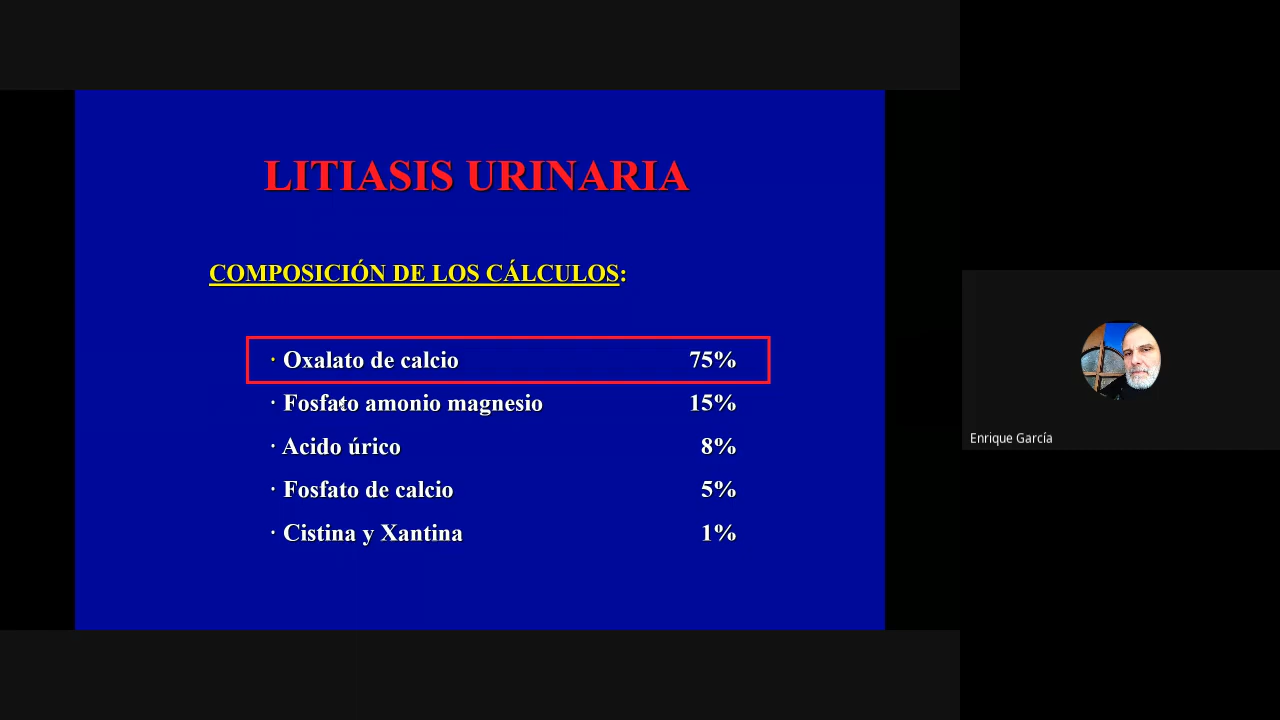 LITIASIS URINARIA
COMPOSICIÓN DE LOS CÁLCULOS:
· Oxalato de calcio 75%
· Fosfato amonio magnesio 15%
· Acido úrico 8%
· Fosfato de calcio 5%
· Cistina y Xantina 1%
Enrique García